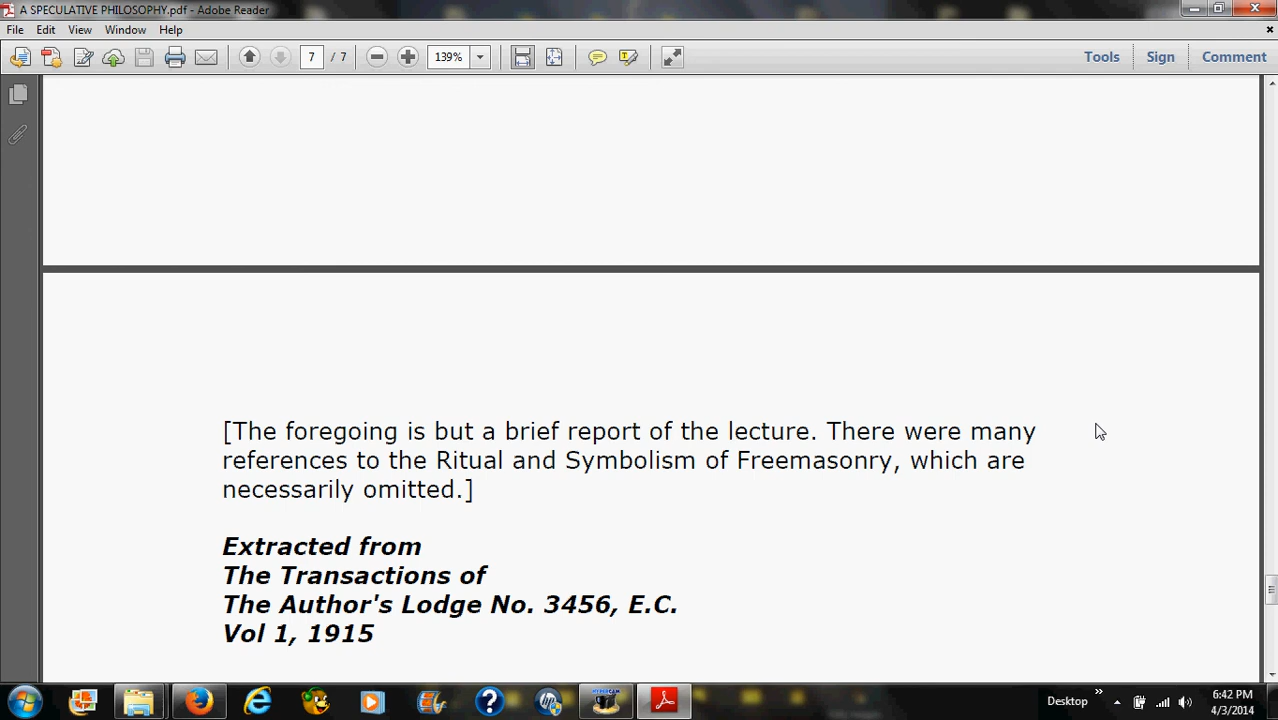 A SPECULATIVE PHILOSOPHY.pdf - Adobe Reader
File Edit View Window Help
7 / 7 139% Tools Sign Comment
[The foregoing is but a brief report of the lecture. There were many
references to the Ritual and Symbolism of Freemasonry, which are
necessarily omitted.]
Extracted from
The Transactions of
The Author's Lodge No. 3456, E.C.
Vol 1, 1915
Desktop
6:42 PM
4/3/2014